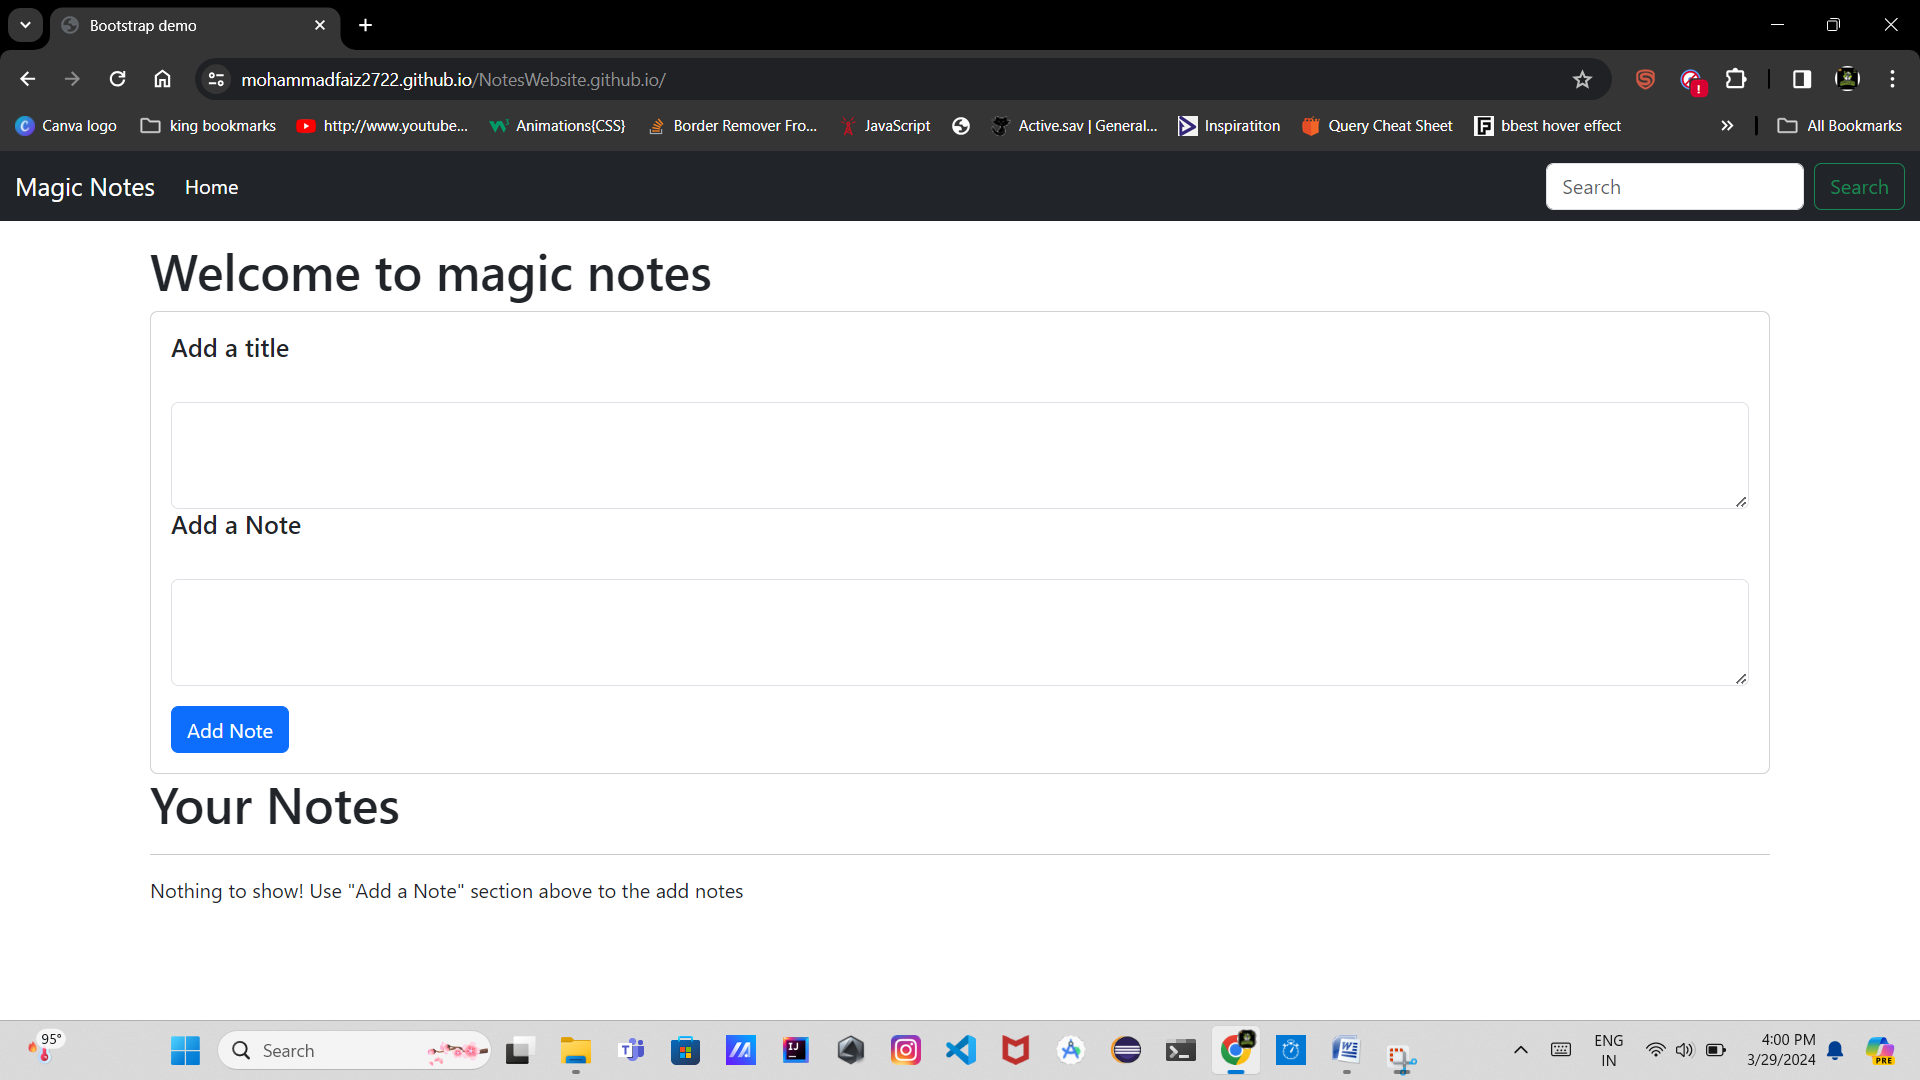 Bootstrap demo
mohammadfaiz2722.github.io/NotesWebsite.github.io/
Canva logo king bookmarks http://www.youtube... Animations{CSS} Border Remover Fro... JavaScript Active.sav | General... Inspiratiton Query Cheat Sheet bbest hover effect » All Bookmarks
Magic Notes Home Search Search
Welcome to magic notes
Add a title
Add a Note
Add Note
Your Notes
Nothing to show! Use "Add a Note" section above to the add notes
95° Search ENG 4:00 PM
IN 3/29/2024 PRE